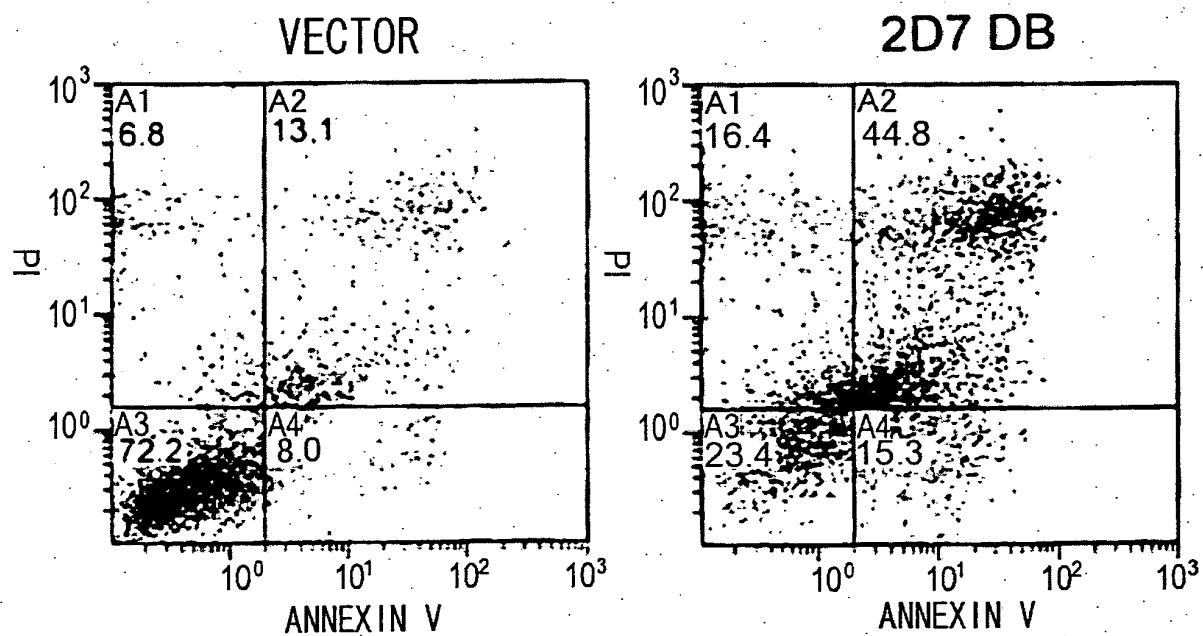 VECTOR
2D7 DB
10³
A1
6.8
A2
13.1
10²
PI
10¹
10⁰
A3
72.2
A4
8.0
10⁰
10¹
10²
10³
ANNEXIN V
10³
A1
16.4
A2
44.8
10²
PI
10¹
10⁰
A3
23.4
A4
15.3
10⁰
10¹
10²
10³
ANNEXIN V